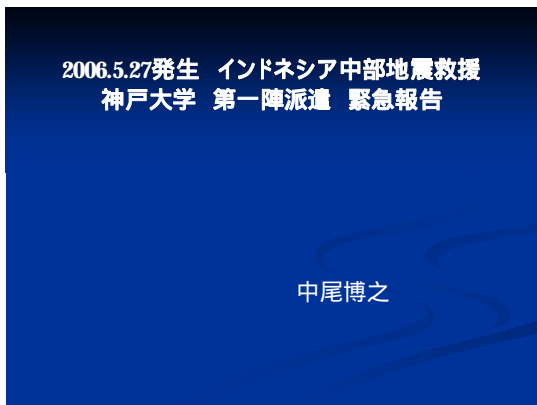 2006.5.27発生　インドネシア中部地震救援
神戸大学　第一陣派遣　緊急報告
中尾博之